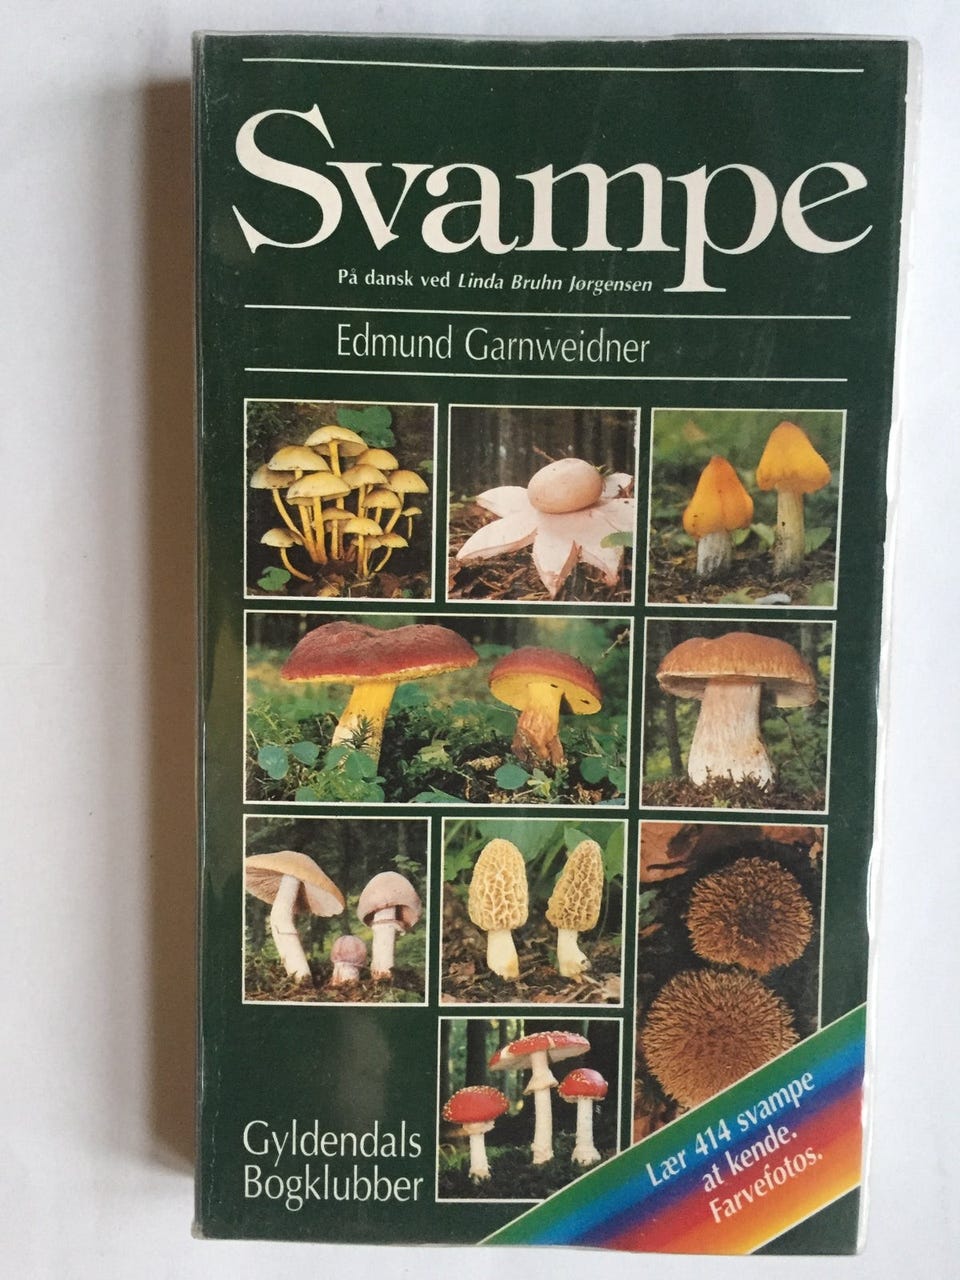 Svampe
På dansk ved Linda Bruhn Jørgensen
Edmund Garnweidner
Gyldendals
Bogklubber
Lær 414 svampe
at kende.
Farvefotos.